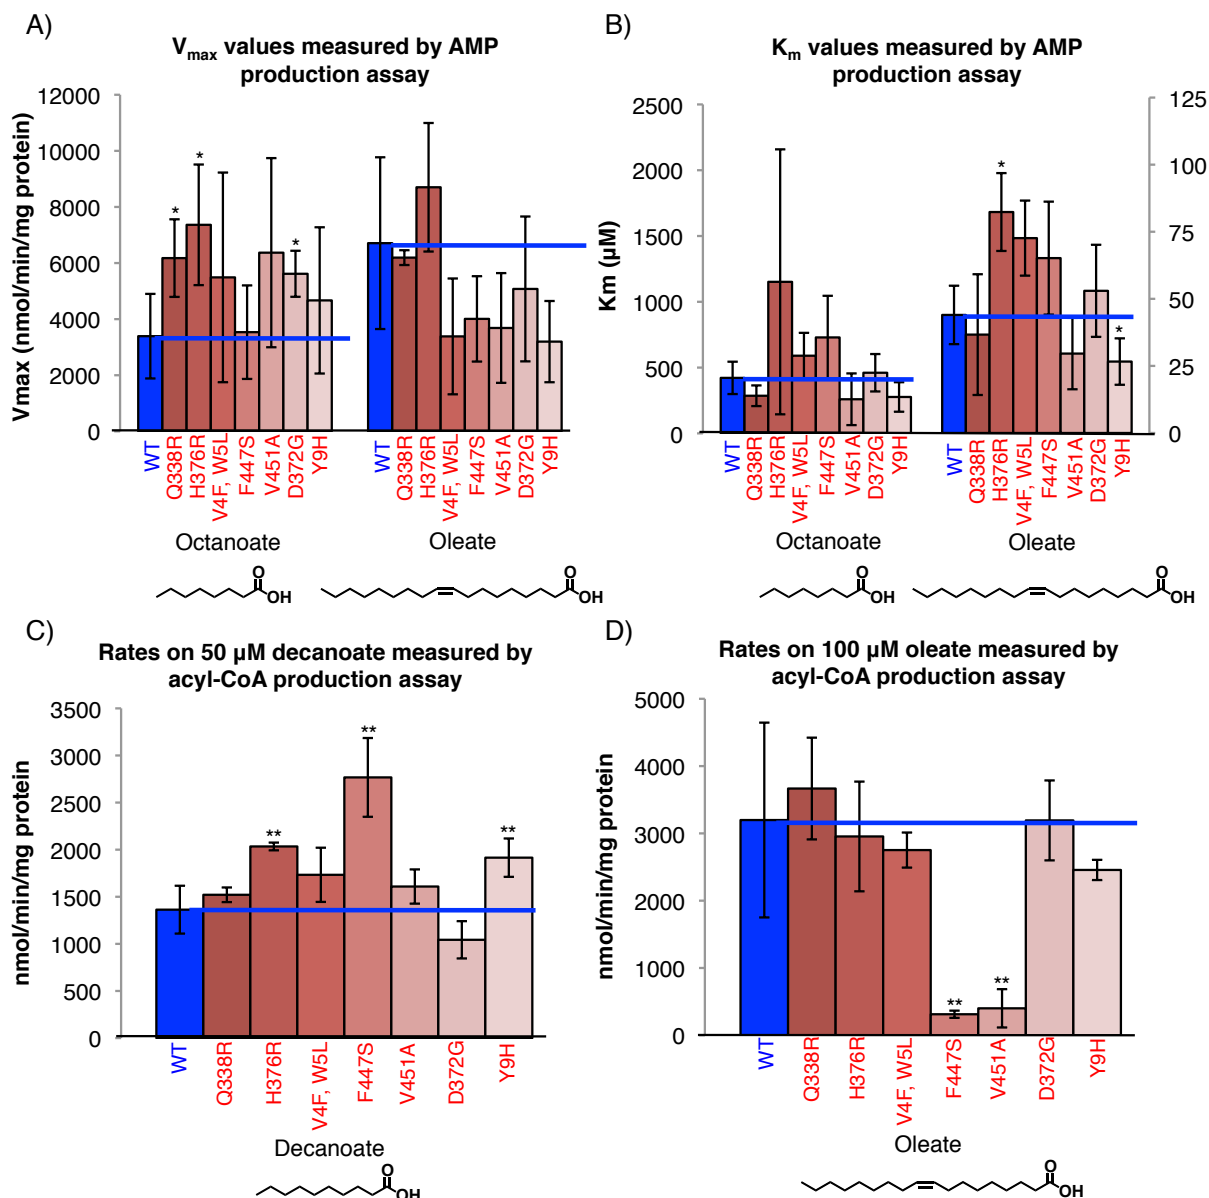 A)
V_max values measured by AMP
production assay
Vmax (nmol/min/mg protein)
12000
10000
8000
6000
4000
2000
0
*
*
*
WT
Q338R
H376R
V4F, W5L
F447S
V451A
D372G
Y9H
WT
Q338R
H376R
V4F, W5L
F447S
V451A
D372G
Y9H
Octanoate
Oleate
O
OH
O
OH
B)
K_m values measured by AMP
production assay
Km (µM)
2500
2000
1500
1000
500
0
125
100
75
50
25
0
*
*
WT
Q338R
H376R
V4F, W5L
F447S
V451A
D372G
Y9H
WT
Q338R
H376R
V4F, W5L
F447S
V451A
D372G
Y9H
Octanoate
Oleate
O
OH
O
OH
C)
Rates on 50 µM decanoate measured by
acyl-CoA production assay
nmol/min/mg protein
3500
3000
2500
2000
1500
1000
500
0
**
**
**
WT
Q338R
H376R
V4F, W5L
F447S
V451A
D372G
Y9H
Decanoate
O
OH
D)
Rates on 100 µM oleate measured by
acyl-CoA production assay
nmol/min/mg protein
5000
4000
3000
2000
1000
0
**
**
WT
Q338R
H376R
V4F, W5L
F447S
V451A
D372G
Y9H
Oleate
O
OH